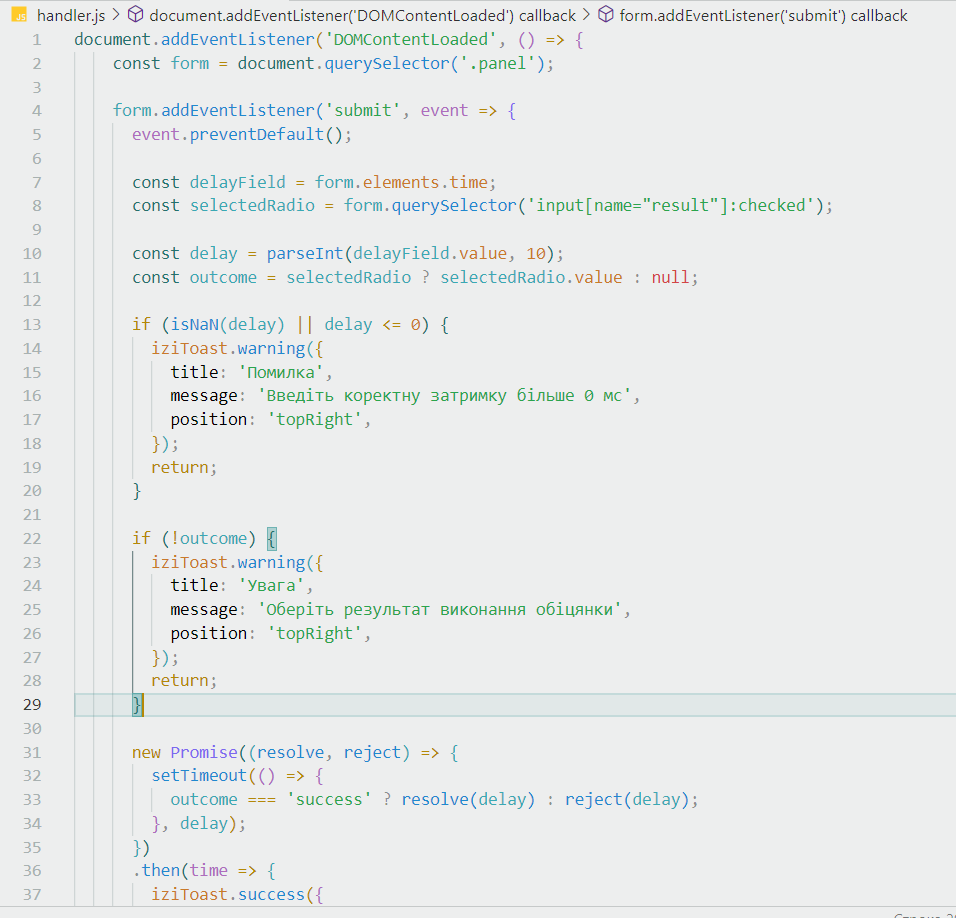 JS handler.js > document.addEventListener('DOMContentLoaded') callback > form.addEventListener('submit') callback
1 document.addEventListener('DOMContentLoaded', () => {
2 const form = document.querySelector('.panel');
3
4 form.addEventListener('submit', event => {
5 event.preventDefault();
6
7 const delayField = form.elements.time;
8 const selectedRadio = form.querySelector('input[name="result"]:checked');
9
10 const delay = parseInt(delayField.value, 10);
11 const outcome = selectedRadio ? selectedRadio.value : null;
12
13 if (isNaN(delay) || delay <= 0) {
14 iziToast.warning({
15 title: 'Помилка',
16 message: 'Введіть коректну затримку більше 0 мс',
17 position: 'topRight',
18 });
19 return;
20 }
21
22 if (!outcome) {
23 iziToast.warning({
24 title: 'Увага',
25 message: 'Оберіть результат виконання обіцянки',
26 position: 'topRight',
27 });
28 return;
29 }
30
31 new Promise((resolve, reject) => {
32 setTimeout(() => {
33 outcome === 'success' ? resolve(delay) : reject(delay);
34 }, delay);
35 })
36 .then(time => {
37 iziToast.success({